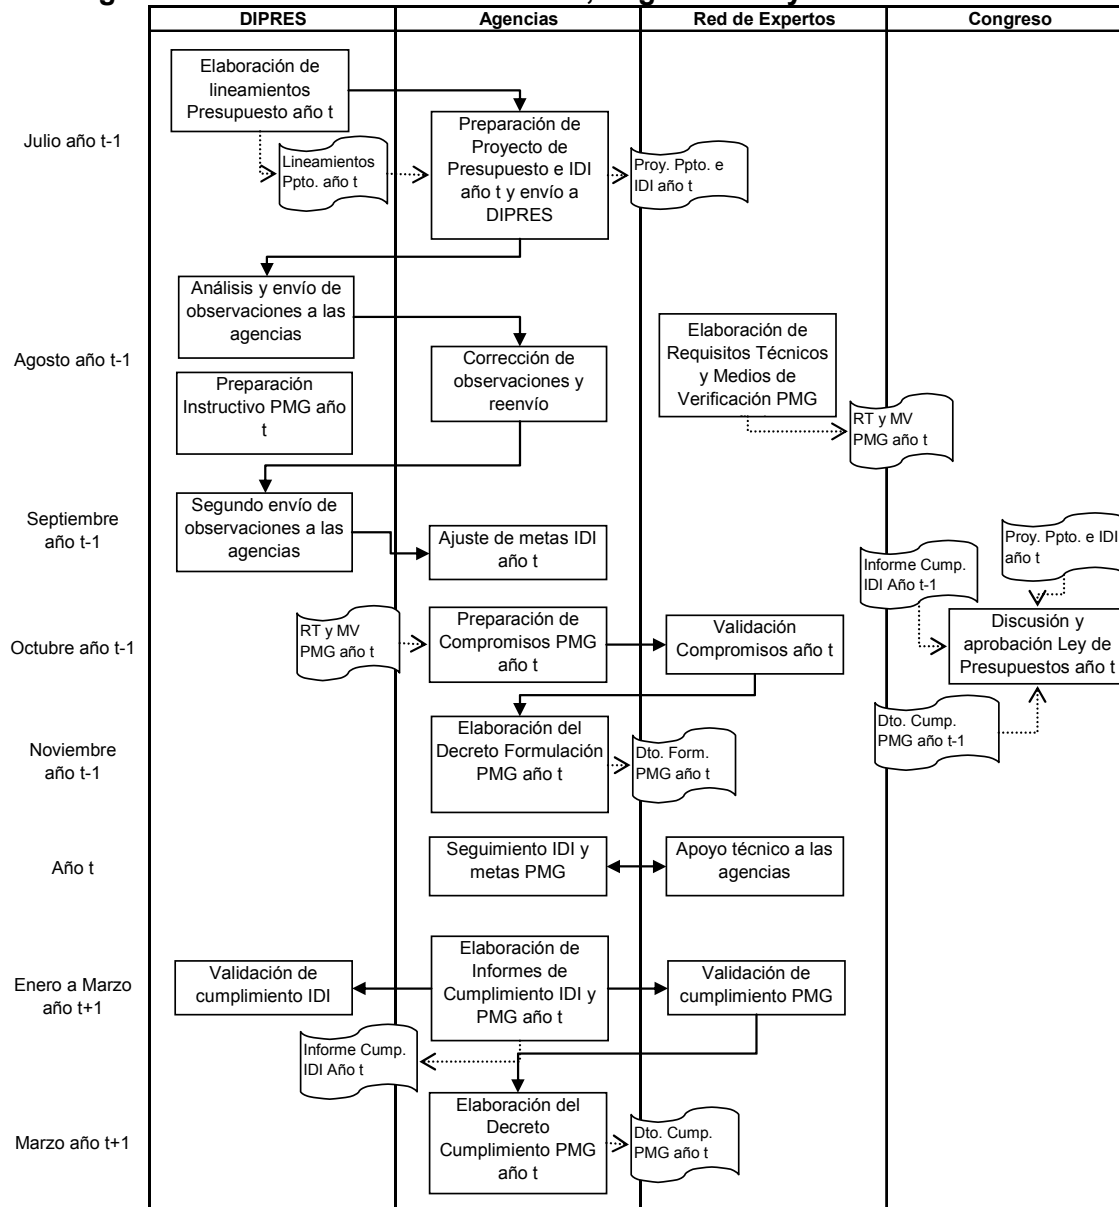 DIPRES
Agencias
Red de Expertos
Congreso
Julio año t-1
Elaboración de
lineamientos
Presupuesto año t
Lineamientos
Ppto. año t
Preparación de
Proyecto de
Presupuesto e IDI
año t y envío a
DIPRES
Proy. Ppto. e
IDI año t
Agosto año t-1
Análisis y envío de
observaciones a las
agencias
Preparación
Instructivo PMG año
t
Corrección de
observaciones y
reenvío
Elaboración de
Requisitos Técnicos
y Medios de
Verificación PMG
RT y MV
PMG año t
Septiembre
año t-1
Segundo envío de
observaciones a las
agencias
Ajuste de metas IDI
año t
Informe Cump.
IDI Año t-1
Proy. Ppto. e IDI
año t
Octubre año t-1
RT y MV
PMG año t
Preparación de
Compromisos PMG
año t
Validación
Compromisos año t
Discusión y
aprobación Ley de
Presupuestos año t
Noviembre
año t-1
Elaboración del
Decreto Formulación
PMG año t
Dto. Form.
PMG año t
Dto. Cump.
PMG año t-1
Año t
Seguimiento IDI y
metas PMG
Apoyo técnico a las
agencias
Enero a Marzo
año t+1
Validación de
cumplimiento IDI
Elaboración de
Informes de
Cumplimiento IDI y
PMG año t
Validación de
cumplimiento PMG
Informe Cump.
IDI Año t
Marzo año t+1
Elaboración del
Decreto
Cumplimiento PMG
año t
Dto. Cump.
PMG año t